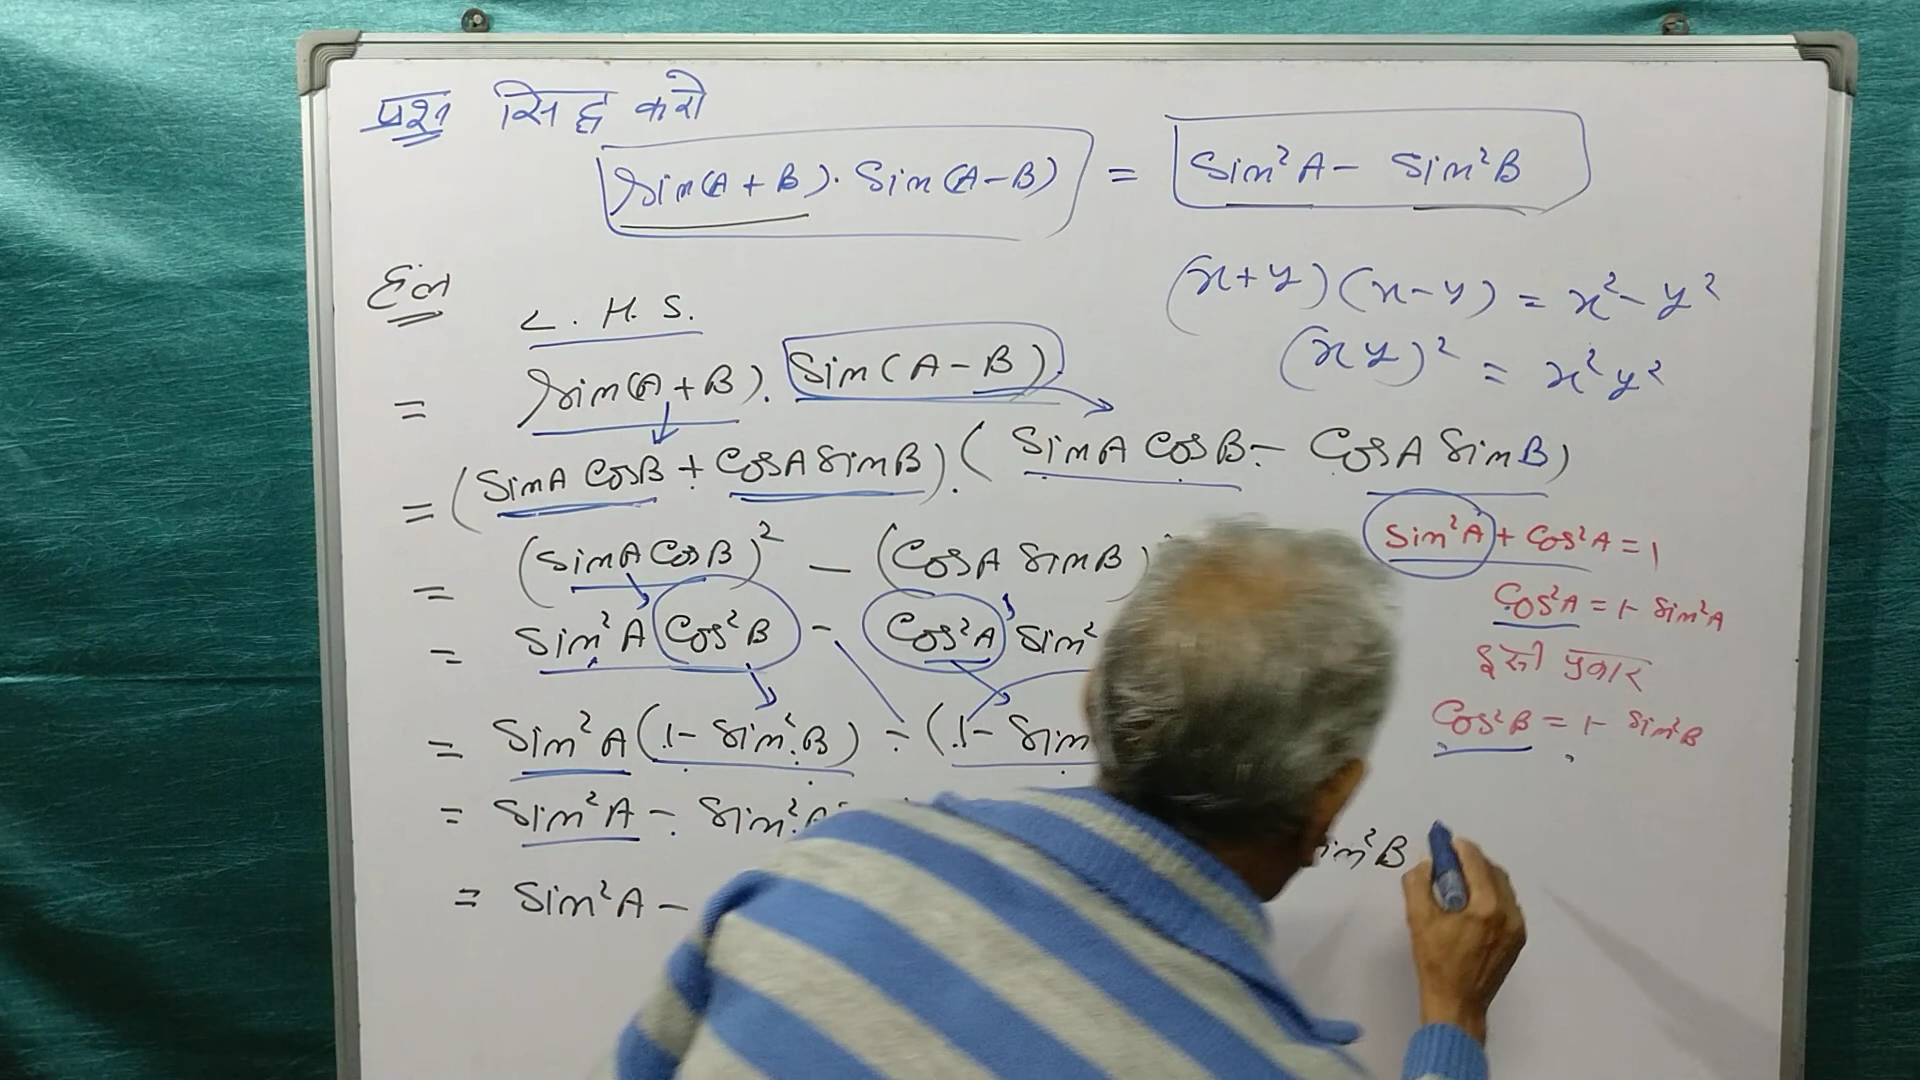 प्रश्न सिद्ध करो
Sin(A+B). Sin(A-B) = Sin²A - Sin²B
हल
L.H.S.
(x+y)(x-y) = x²-y²
(xy)² = x²y²
= Sin(A+B). Sin(A-B)
= (SinA CosB + CosA SinB).(SinA CosB - CosA SinB)
= (SinA CosB)² - (CosA SinB)
= Sin²A Cos²B - Cos²A Sin²
= Sin²A (1- Sin²B) - (1- Sin
= Sin²A - Sin²A
in²B
= Sin²A -
Sin²A + Cos²A = 1
Cos²A = 1- Sin²A
इसी प्रकार
Cos²B = 1- Sin²B